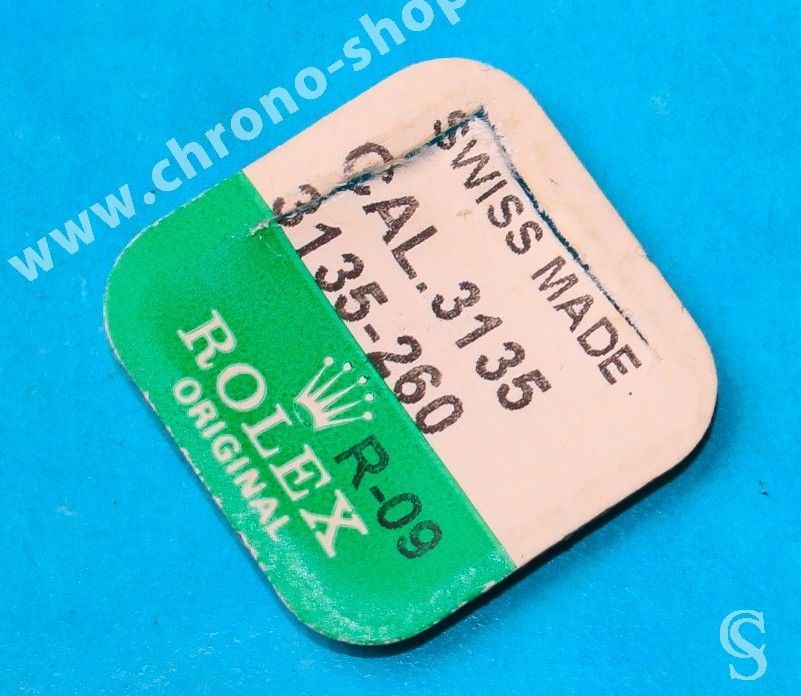 www.chrono-shop
SWISS MADE
CAL. 3135
3135-260
R-09
ROLEX
ORIGINAL